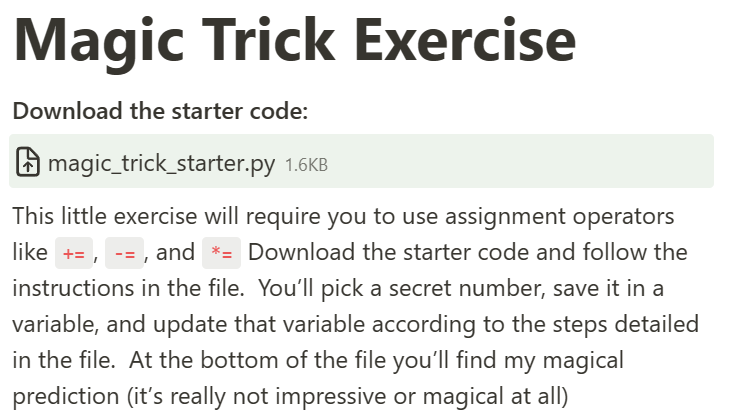 Magic Trick Exercise
Download the starter code:
magic_trick_starter.py 1.6KB
This little exercise will require you to use assignment operators
like +=, -=, and *= Download the starter code and follow the
instructions in the file.  You’ll pick a secret number, save it in a
variable, and update that variable according to the steps detailed
in the file.  At the bottom of the file you’ll find my magical
prediction (it’s really not impressive or magical at all)